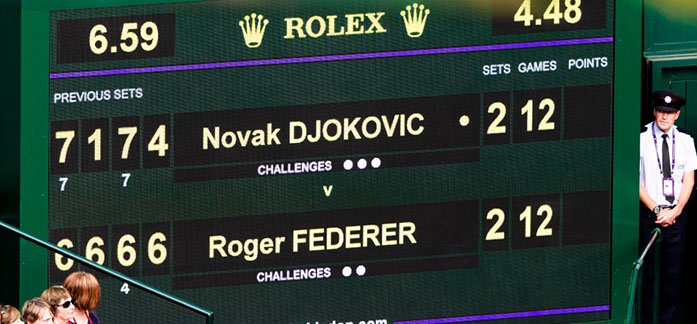 6.59 ROLEX 4.48
SETS GAMES POINTS
PREVIOUS SETS
7 1 7 4 Novak DJOKOVIC • 2 12
7 7 CHALLENGES ●●●
v
6 6 6 6 Roger FEDERER 2 12
4 CHALLENGES ●●